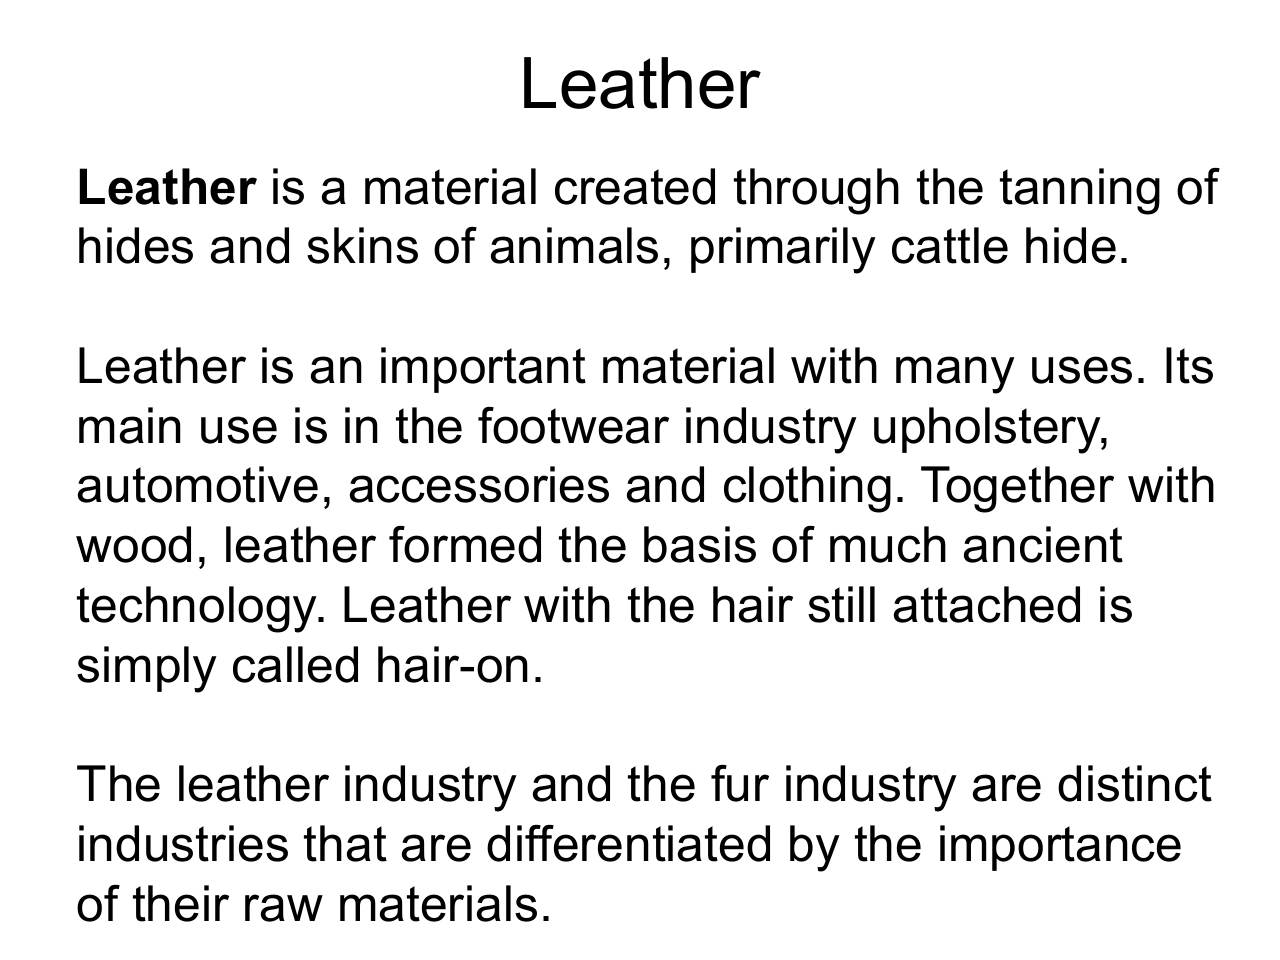 Leather
Leather is a material created through the tanning of
hides and skins of animals, primarily cattle hide.
Leather is an important material with many uses. Its
main use is in the footwear industry upholstery,
automotive, accessories and clothing. Together with
wood, leather formed the basis of much ancient
technology. Leather with the hair still attached is
simply called hair-on.
The leather industry and the fur industry are distinct
industries that are differentiated by the importance
of their raw materials.